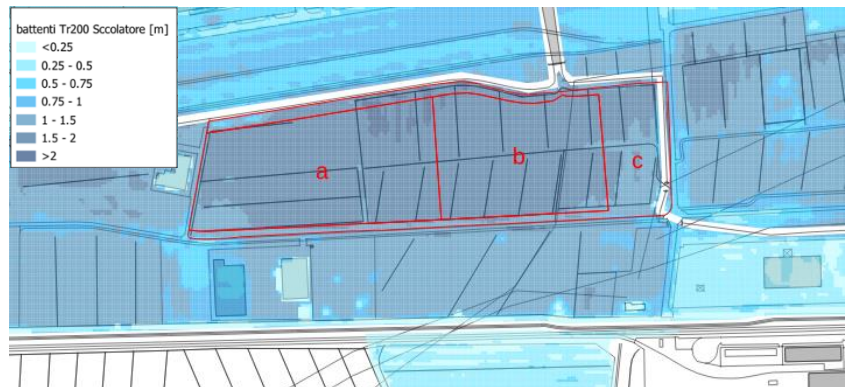 battenti Tr200 Sccolatore [m]
<0.25
0.25 - 0.5
0.5 - 0.75
0.75 - 1
1 - 1.5
1.5 - 2
>2
a
b
c